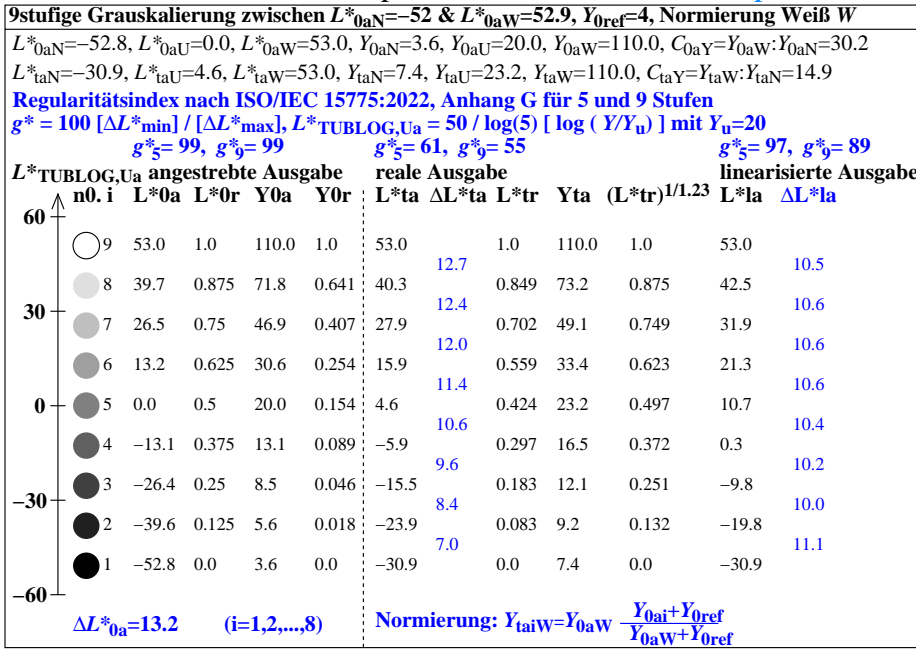 9stufige Grauskalierung zwischen L*0aN=−52 & L*0aW=52.9, Y0ref=4, Normierung Weiß W
L*0aN=−52.8, L*0aU=0.0, L*0aW=53.0, Y0aN=3.6, Y0aU=20.0, Y0aW=110.0, C0aY=Y0aW:Y0aN=30.2
L*taN=−30.9, L*taU=4.6, L*taW=53.0, YtaN=7.4, YtaU=23.2, YtaW=110.0, CtaY=YtaW:YtaN=14.9
Regularitätsindex nach ISO/IEC 15775:2022, Anhang G für 5 und 9 Stufen
g* = 100 [ΔL*min] / [ΔL*max], L*TUBLOG,Ua = 50 / log(5) [ log ( Y/Yu) ] mit Yu=20
g*5= 99, g*9= 99 g*5= 61, g*9= 55 g*5= 97, g*9= 89
L*TUBLOG,Ua angestrebte Ausgabe reale Ausgabe linearisierte Ausgabe
n0. i L*0a L*0r Y0a Y0r L*ta ΔL*ta L*tr Yta (L*tr)1/1.23 L*la ΔL*la
60
9 53.0 1.0 110.0 1.0 53.0 1.0 110.0 1.0 53.0
12.7 10.5
8 39.7 0.875 71.8 0.641 40.3 0.849 73.2 0.875 42.5
30 12.4 10.6
7 26.5 0.75 46.9 0.407 27.9 0.702 49.1 0.749 31.9
12.0 10.6
6 13.2 0.625 30.6 0.254 15.9 0.559 33.4 0.623 21.3
11.4 10.6
0 5 0.0 0.5 20.0 0.154 4.6 0.424 23.2 0.497 10.7
10.6 10.4
4 −13.1 0.375 13.1 0.089 −5.9 0.297 16.5 0.372 0.3
9.6 10.2
3 −26.4 0.25 8.5 0.046 −15.5 0.183 12.1 0.251 −9.8
−30 8.4 10.0
2 −39.6 0.125 5.6 0.018 −23.9 0.083 9.2 0.132 −19.8
7.0 11.1
1 −52.8 0.0 3.6 0.0 −30.9 0.0 7.4 0.0 −30.9
−60
ΔL*0a=13.2 (i=1,2,...,8) Normierung: YtaiW=Y0aW Y0ai+Y0ref
Y0aW+Y0ref